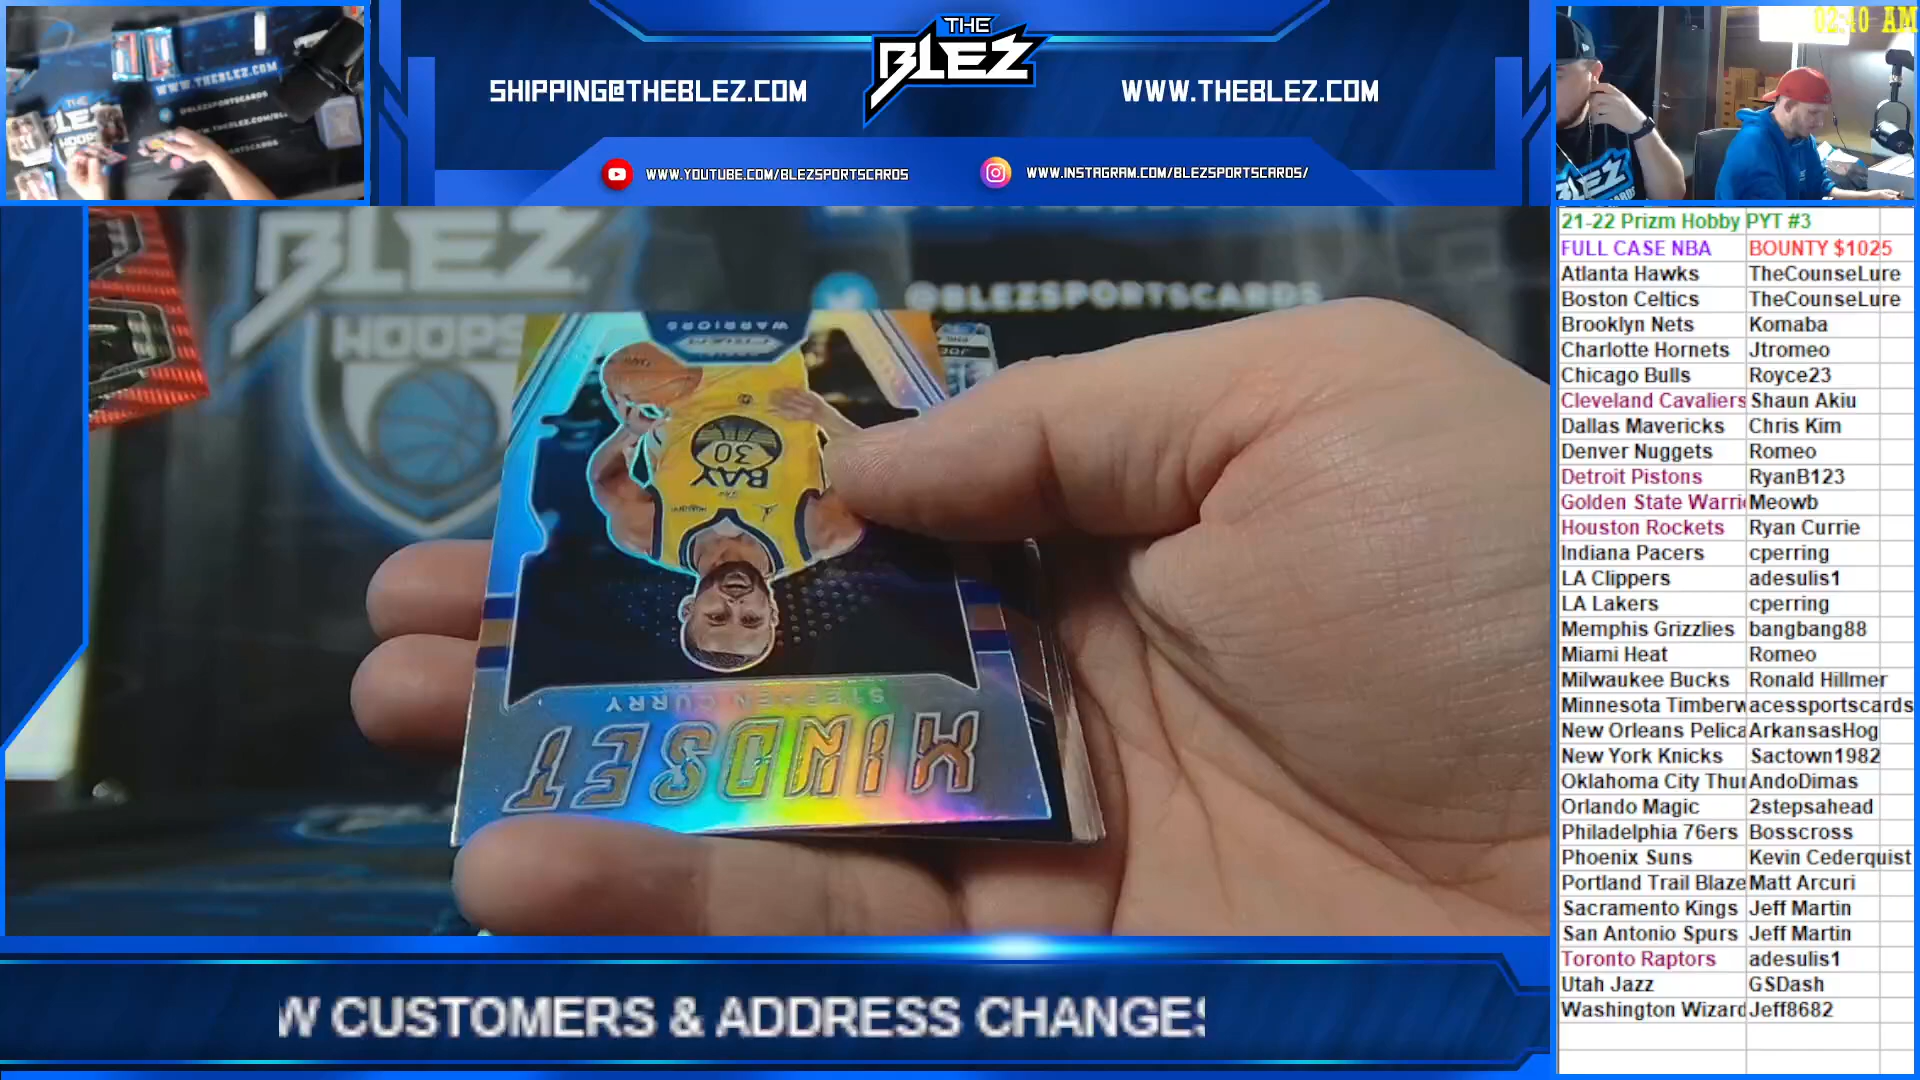 THE
BLEZ
SHIPPING@THEBLEZ.COM
WWW.THEBLEZ.COM
WWW.YOUTUBE.COM/BLEZSPORTSCARDS
WWW.INSTAGRAM.COM/BLEZSPORTSCARDS/
WWW.THEBLEZ.COM
02:40 AM
BLEZ
BLEZ
HOOPS
@BLEZSPORTSCARDS
WARRIORS
BAY
30
STEPHEN CURRY
MINDSET
21-22 Prizm Hobby PYT #3
FULL CASE NBA BOUNTY $1025
Atlanta Hawks TheCounseLure
Boston Celtics TheCounseLure
Brooklyn Nets Komaba
Charlotte Hornets Jtromeo
Chicago Bulls Royce23
Cleveland Cavaliers Shaun Akiu
Dallas Mavericks Chris Kim
Denver Nuggets Romeo
Detroit Pistons RyanB123
Golden State Warri Meowb
Houston Rockets Ryan Currie
Indiana Pacers cperring
LA Clippers adesulis1
LA Lakers cperring
Memphis Grizzlies bangbang88
Miami Heat Romeo
Milwaukee Bucks Ronald Hillmer
Minnesota Timberw acessportscards
New Orleans Pelica ArkansasHog
New York Knicks Sactown1982
Oklahoma City Thu AndoDimas
Orlando Magic 2stepsahead
Philadelphia 76ers Bosscross
Phoenix Suns Kevin Cederquist
Portland Trail Blaze Matt Arcuri
Sacramento Kings Jeff Martin
San Antonio Spurs Jeff Martin
Toronto Raptors adesulis1
Utah Jazz GSDash
Washington Wizard Jeff8682
W CUSTOMERS & ADDRESS CHANGES